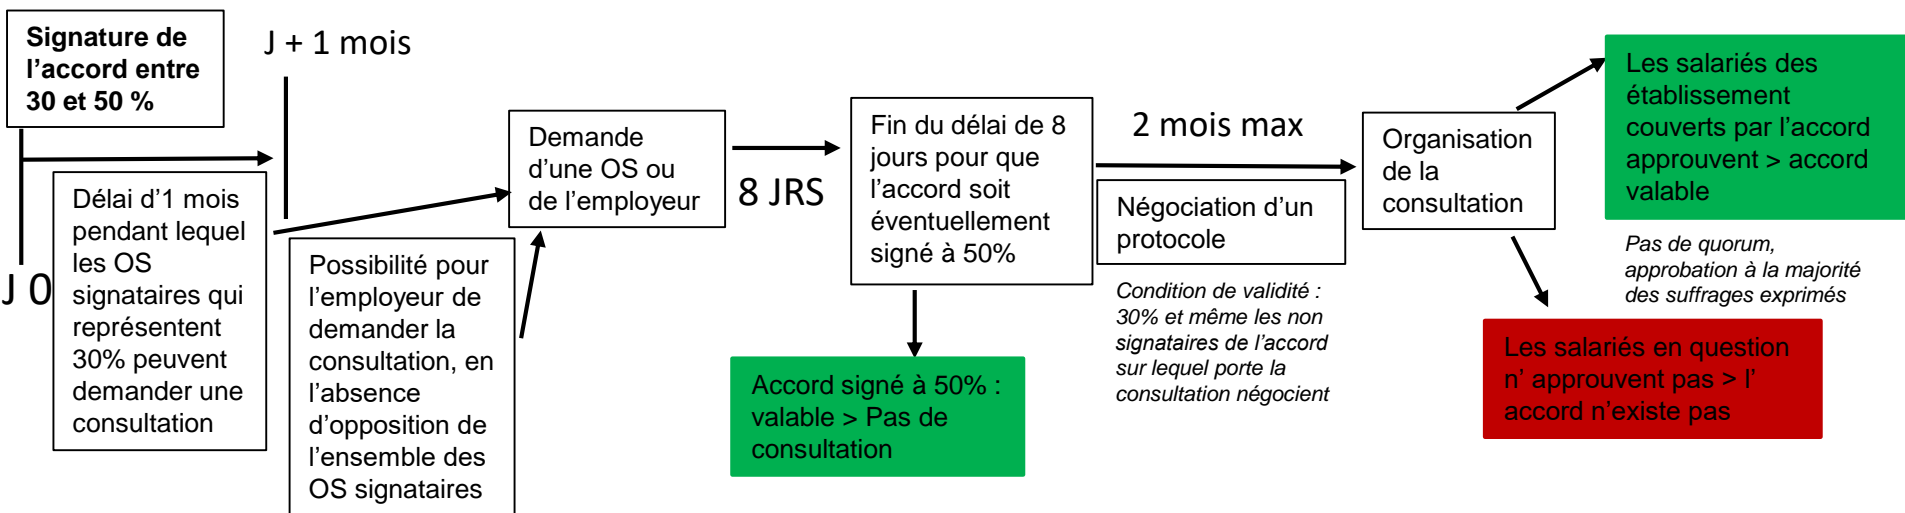 Signature de
l'accord entre
30 et 50 %
J + 1 mois
J 0
Délai d'1 mois
pendant lequel
les OS
signataires qui
représentent
30% peuvent
demander une
consultation
Possibilité pour
l'employeur de
demander la
consultation, en
l'absence
d'opposition de
l'ensemble des
OS signataires
Demande
d'une OS ou
de l'employeur
8 JRS
Fin du délai de 8
jours pour que
l'accord soit
éventuellement
signé à 50%
Accord signé à 50% :
valable > Pas de
consultation
2 mois max
Négociation d'un
protocole
Condition de validité :
30% et même les non
signataires de l'accord
sur lequel porte la
consultation négocient
Organisation
de la
consultation
Les salariés des
établissement
couverts par l'accord
approuvent > accord
valable
Pas de quorum,
approbation à la majorité
des suffrages exprimés
Les salariés en question
n' approuvent pas > l'
accord n'existe pas